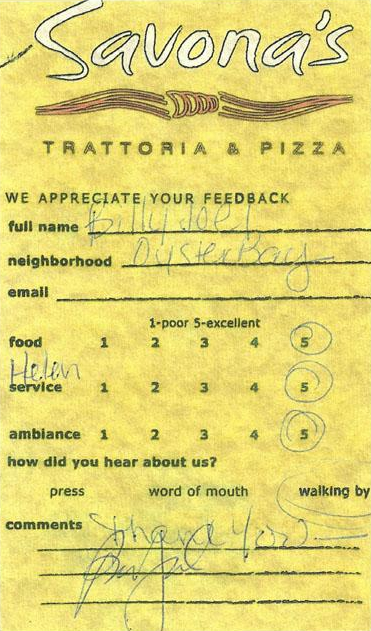 Savona's
TRATTORIA & PIZZA
WE APPRECIATE YOUR FEEDBACK
full name Billy Joel
neighborhood Oyster Bay
email
1-poor 5-excellent
food 1 2 3 4 5
Helen
service 1 2 3 4 5
ambiance 1 2 3 4 5
how did you hear about us?
press word of mouth walking by
comments Thank you